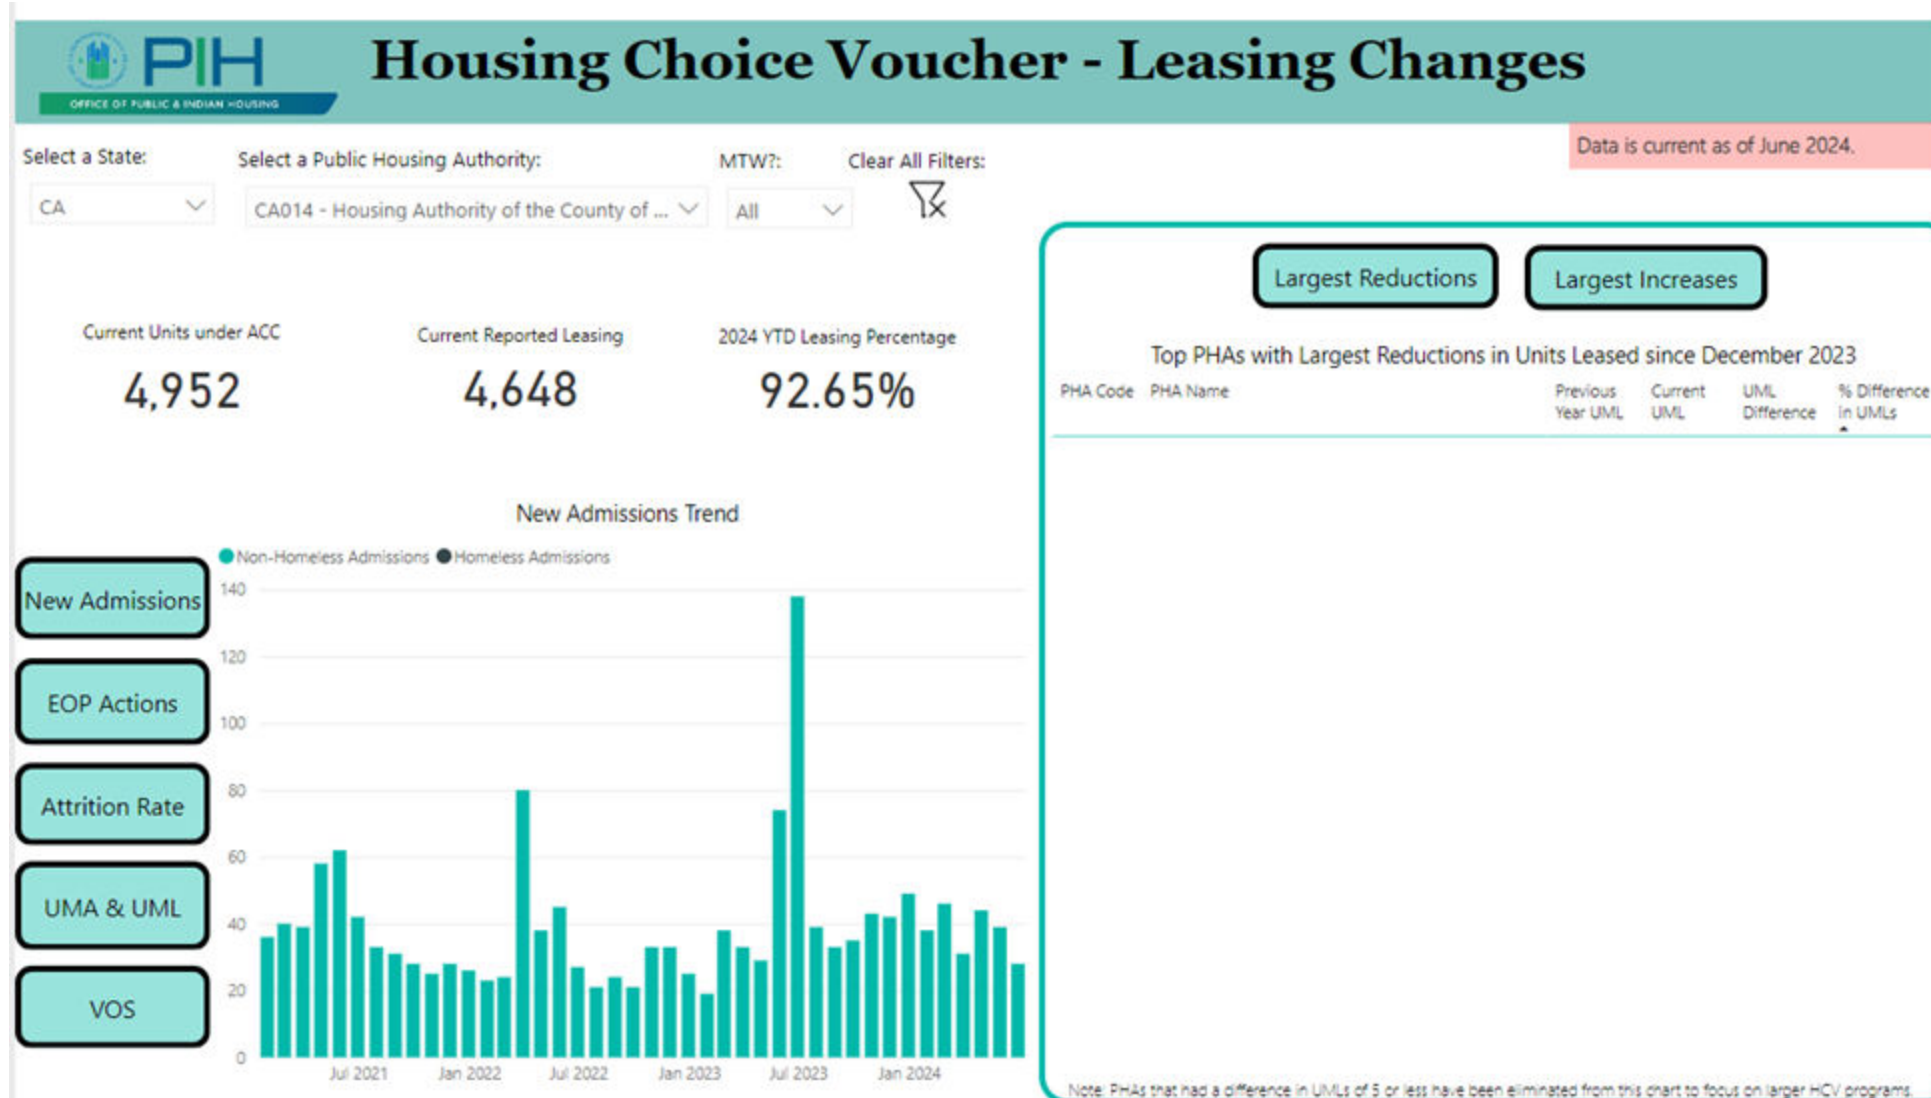 PIH
OFFICE OF PUBLIC & INDIAN HOUSING
Housing Choice Voucher - Leasing Changes
Data is current as of June 2024.
Select a State:
Select a Public Housing Authority:
MTW?:
Clear All Filters:
CA
CA014 - Housing Authority of the County of ...
All
Largest Reductions
Largest Increases
Current Units under ACC
Current Reported Leasing
2024 YTD Leasing Percentage
4,952
4,648
92.65%
Top PHAs with Largest Reductions in Units Leased since December 2023
PHA Code
PHA Name
Previous
Year UML
Current
UML
UML
Difference
% Difference
in UMLs
New Admissions Trend
Non-Homeless Admissions
Homeless Admissions
New Admissions
EOP Actions
Attrition Rate
UMA & UML
VOS
140
120
100
80
60
40
20
0
Jul 2021
Jan 2022
Jul 2022
Jan 2023
Jul 2023
Jan 2024
Note: PHAs that had a difference in UMLs of 5 or less have been eliminated from this chart to focus on larger HCV programs.